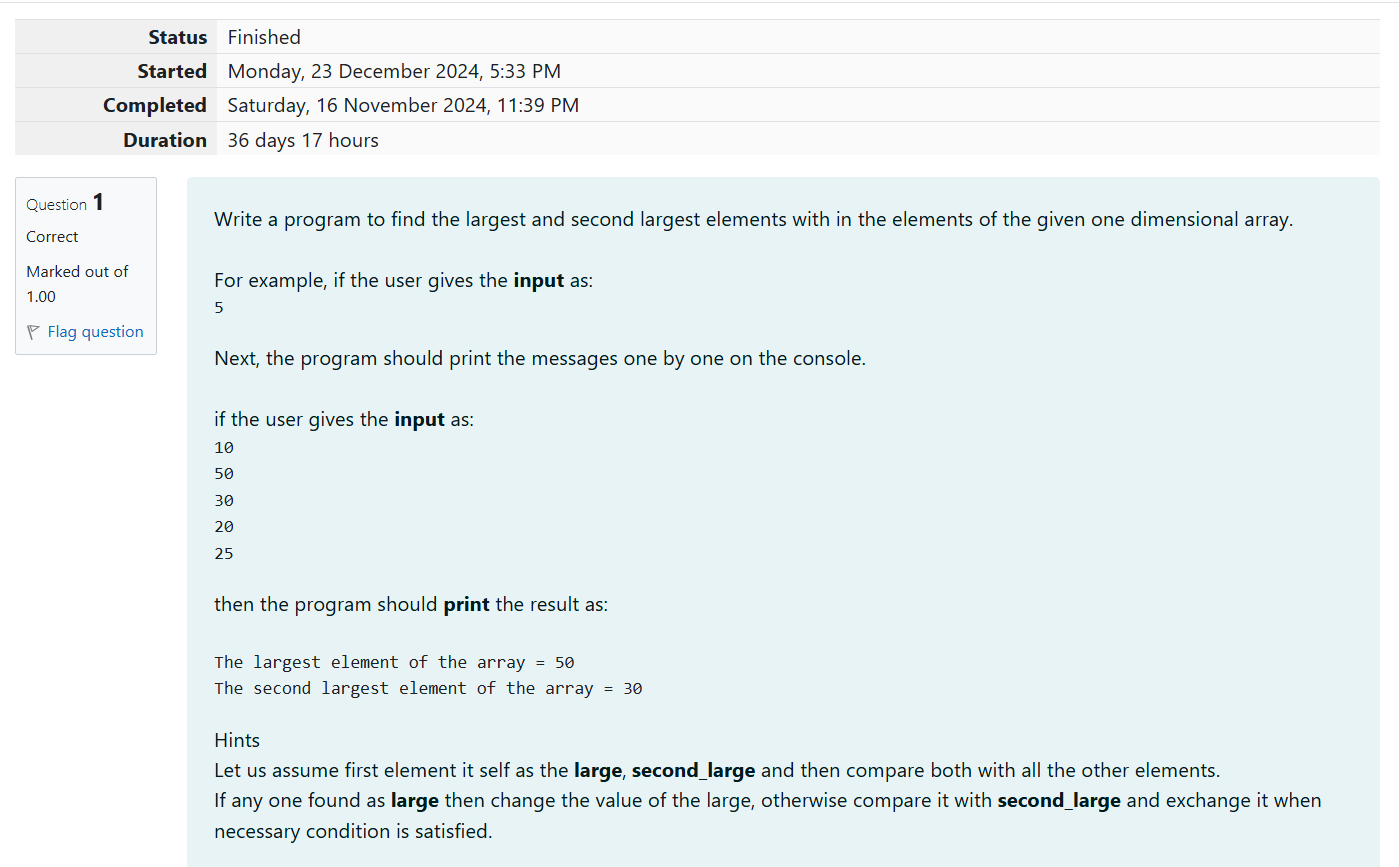 Status Finished
Started Monday, 23 December 2024, 5:33 PM
Completed Saturday, 16 November 2024, 11:39 PM
Duration 36 days 17 hours
Question 1
Correct
Marked out of
1.00
Flag question
Write a program to find the largest and second largest elements with in the elements of the given one dimensional array.
For example, if the user gives the input as:
5
Next, the program should print the messages one by one on the console.
if the user gives the input as:
10
50
30
20
25
then the program should print the result as:
The largest element of the array = 50
The second largest element of the array = 30
Hints
Let us assume first element it self as the large, second_large and then compare both with all the other elements.
If any one found as large then change the value of the large, otherwise compare it with second_large and exchange it when
necessary condition is satisfied.